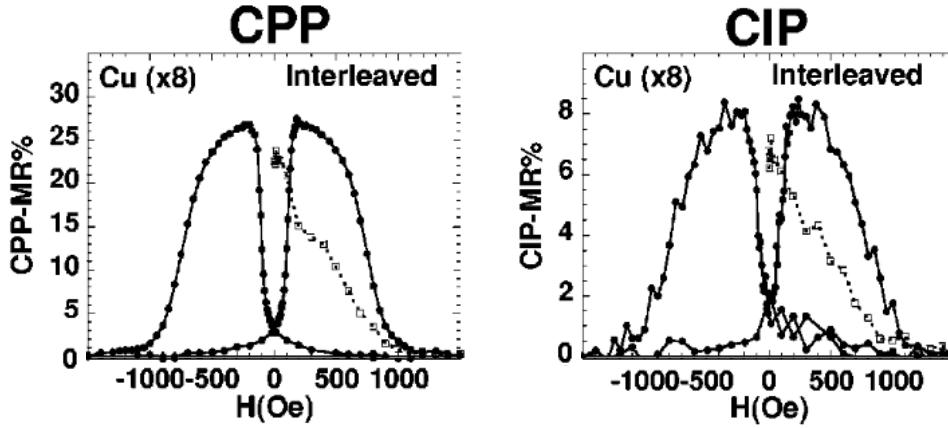 CPP
Cu (x8) Interleaved
30
25
20
15
10
5
0
CPP-MR%
-1000-500 0 500 1000
H(Oe)
CIP
Cu (x8) Interleaved
8
6
4
2
0
CIP-MR%
-1000-500 0 500 1000
H(Oe)